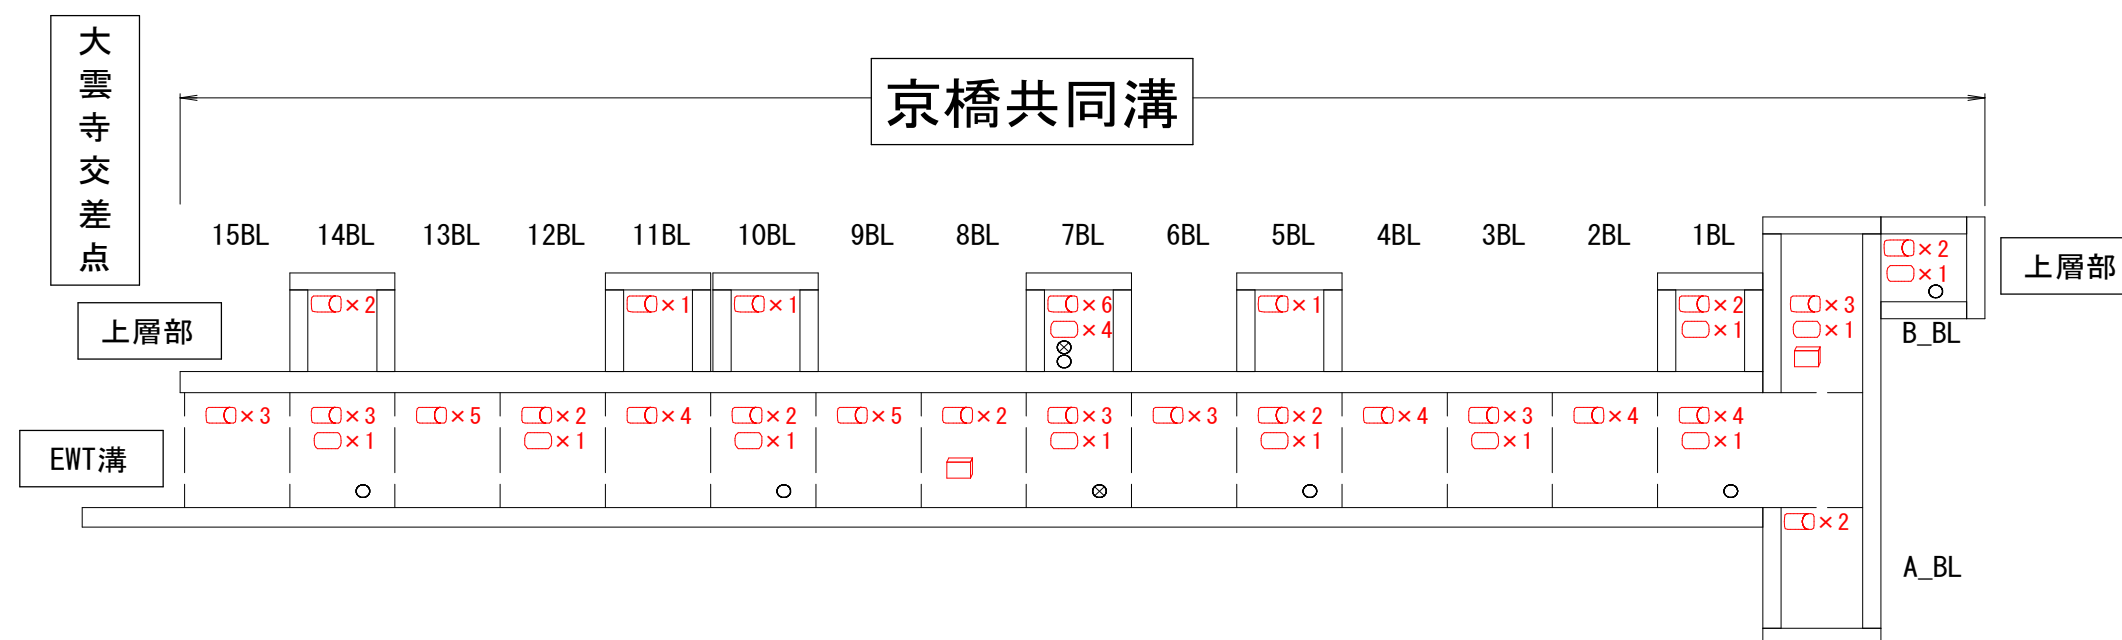 大雲寺交差点
京橋共同溝
15BL 14BL 13BL 12BL 11BL 10BL 9BL 8BL 7BL 6BL 5BL 4BL 3BL 2BL 1BL
×2
×1
上層部
B_BL
上層部
×2 ×1 ×1 ×6 ×1 ×2 ×3
×4 ×1 ×1
EWT溝
×3 ×3 ×5 ×2 ×4 ×2 ×5 ×2 ×3 ×3 ×2 ×4 ×3 ×4 ×4
×1 ×1 ×1 ×1 ×1 ×1 ×1
×2
A_BL